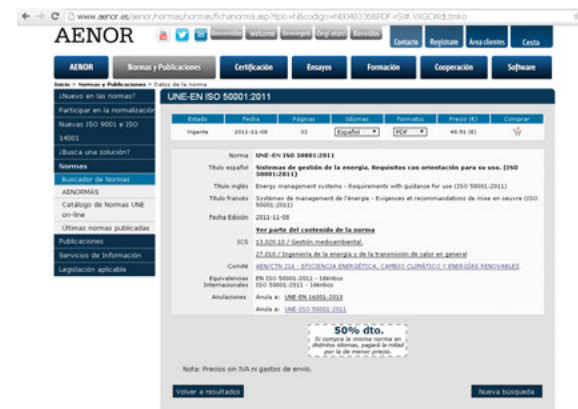 www.aenor.es/aenor/normas/normas/fichanorma.asp?tipo=N&codigo=N0048336&PDF=Si#.VKGCWdLtmko
AENOR
Bienvenidos Welcome Benvinguts Ongi etorri Benvidos
Contacto Regístrate Área clientes Cesta
AENOR Normas y Publicaciones Certificación Ensayos Formación Cooperación Software
Inicio > Normas y Publicaciones > Datos de la norma
¿Nuevo en las normas?
Participar en la normalización
Nuevas ISO 9001 e ISO
14001
¿Busca una solución?
Normas
Buscador de Normas
AENORMÁS
Catálogo de Normas UNE
on-line
Últimas normas publicadas
Publicaciones
Servicios de Información
Legislación aplicable
UNE-EN ISO 50001:2011
Estado Fecha Páginas Idiomas Formatos Precio (€) Comprar
Vigente 2011-11-08 32 Español PDF 46,51 (€)
Norma UNE-EN ISO 50001:2011
Título español Sistemas de gestión de la energía. Requisitos con orientación para su uso. (ISO
50001:2011)
Título inglés Energy management systems - Requirements with guidance for use (ISO 50001:2011)
Título francés Systèmes de management de l'énergie - Exigences et recommandations de mise en oeuvre (ISO
50001:2011)
Fecha Edición 2011-11-08
Ver parte del contenido de la norma
ICS 13.020.10 / Gestión medioambiental.
27.010 / Ingeniería de la energía y de la transmisión de calor en general
Comité AEN/CTN 216 - EFICIENCIA ENERGÉTICA, CAMBIO CLIMÁTICO Y ENERGÍAS RENOVABLES
Equivalencias EN ISO 50001:2011 - Idéntico
Internacionales ISO 50001:2011 - Idéntico
Anulaciones Anula a: UNE-EN 16001:2010
Anula a: UNE-ISO 50001:2011
50% dto.
Si compra la misma norma en
distintos idiomas, pagará la mitad
por la de menor precio.
Nota: Precios sin IVA ni gastos de envío.
Volver a resultados Nueva búsqueda